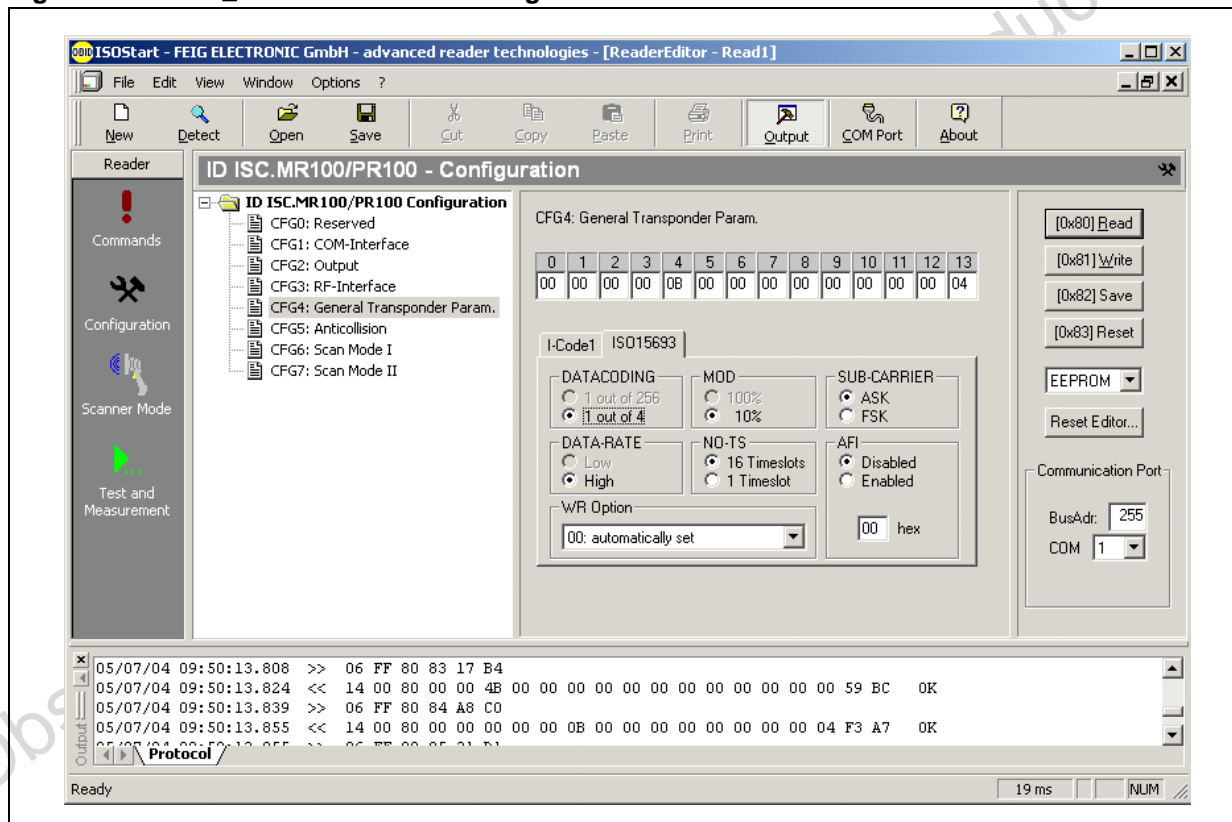 ISOStart - FEIG ELECTRONIC GmbH - advanced reader technologies - [ReaderEditor - Read1]
File Edit View Window Options ?
New Detect Open Save Cut Copy Paste Print Output COM Port About
Reader
ID ISC.MR100/PR100 - Configuration
Commands
Configuration
Scanner Mode
Test and
Measurement
ID ISC.MR100/PR100 Configuration
CFG0: Reserved
CFG1: COM-Interface
CFG2: Output
CFG3: RF-Interface
CFG4: General Transponder Param.
CFG5: Anticollision
CFG6: Scan Mode I
CFG7: Scan Mode II
CFG4: General Transponder Param.
0 1 2 3 4 5 6 7 8 9 10 11 12 13
00 00 00 00 0B 00 00 00 00 00 00 00 00 04
I-Code1 ISO15693
DATACODING MOD SUB-CARRIER
1 out of 256 100% ASK
1 out of 4 10% FSK
DATA-RATE NO-TS AFI
Low 16 Timeslots Disabled
High 1 Timeslot Enabled
WR Option
00: automatically set 00 hex
[0x80] Read
[0x81] Write
[0x82] Save
[0x83] Reset
EEPROM
Reset Editor...
Communication Port
BusAdr: 255
COM 1
05/07/04 09:50:13.808 >> 06 FF 80 83 17 B4
05/07/04 09:50:13.824 << 14 00 80 00 00 4B 00 00 00 00 00 00 00 00 00 00 00 59 BC OK
05/07/04 09:50:13.839 >> 06 FF 80 84 A8 C0
05/07/04 09:50:13.855 << 14 00 80 00 00 00 00 00 0B 00 00 00 00 00 00 00 00 04 F3 A7 OK
Output
Protocol
Ready 19 ms NUM